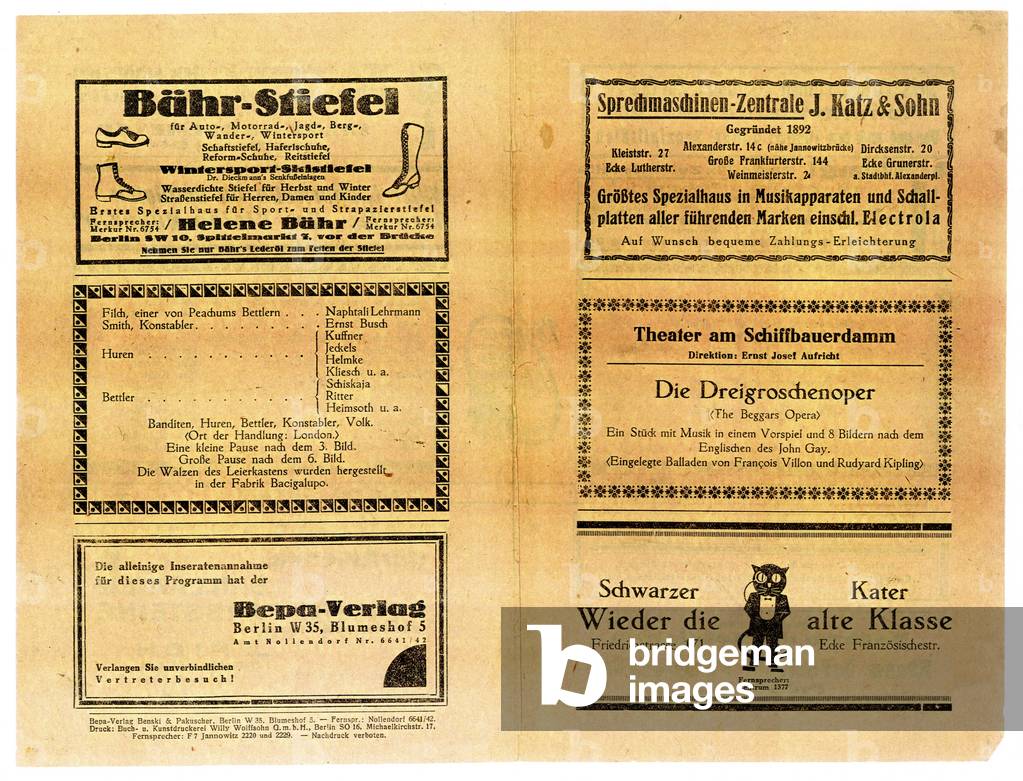 Bähr-Stiefel
für Auto-, Motorrad-, Jagd-, Berg-,
Wander-, Wintersport
Schaftstiefel, Haferlschuhe,
Reform-Schuhe, Reitstiefel
Wintersport-Skistiefel
Dr. Dieckmann's Senkfußeinlagen
Wasserdichte Stiefel für Herbst und Winter
Straßenstiefel für Herren, Damen und Kinder
Erstes Spezialhaus für Sport- und Strapazierstiefel
Fernsprecher: Merkur Nr. 6754 / Helene Bähr / Fernsprecher: Merkur Nr. 6754
Berlin SW 10, Spittelmarkt 7, vor der Brücke
Nehmen Sie nur Bähr's Lederöl zum Fetten der Stiefel
Filch, einer von Peachums Bettlern . . . Naphtali Lehrmann
Smith, Konstabler. . . . . . . . . . . Ernst Busch
Huren . . . . . . . . . . . . . . Kuffner
Jeckels
Helmke
Kliesch u. a.
Bettler . . . . . . . . . . . . . . Schiskaja
Ritter
Heimsoth u. a.
Banditen, Huren, Bettler, Konstabler, Volk.
(Ort der Handlung: London.)
Eine kleine Pause nach dem 3. Bild.
Große Pause nach dem 6. Bild.
Die Walzen des Leierkastens wurden hergestellt
in der Fabrik Bacigalupo.
Die alleinige Inseratenannahme
für dieses Programm hat der
Bepa-Verlag
Berlin W 35, Blumeshof 5
Amt Nollendorf Nr. 6641/42
Verlangen Sie unverbindlichen
Vertreterbesuch!
Bepa-Verlag Benski & Pakuscher, Berlin W 35, Blumeshof 5. — Fernspr.: Nollendorf 6641/42.
Druck: Buch- u. Kunstdruckerei Willy Wolffsohn G. m. b. H., Berlin SO 16, Michaelkirchstr. 17,
Fernsprecher: F 7 Jannowitz 2220 und 2229. — Nachdruck verboten.
Sprechmaschinen-Zentrale J. Katz & Sohn
Gegründet 1892
Kleiststr. 27
Ecke Lutherstr.
Alexanderstr. 14c (nähe Jannowitzbrücke)
Große Frankfurterstr. 144
Weinmeisterstr. 2
Dircksenstr. 20
Ecke Grunerstr.
a. Stadtbhf. Alexanderpl.
Größtes Spezialhaus in Musikapparaten und Schall-
platten aller führenden Marken einschl. Electrola
Auf Wunsch bequeme Zahlungs-Erleichterung
Theater am Schiffbauerdamm
Direktion: Ernst Josef Aufricht
Die Dreigroschenoper
(The Beggars Opera)
Ein Stück mit Musik in einem Vorspiel und 8 Bildern nach dem
Englischen des John Gay.
(Eingelegte Balladen von François Villon und Rudyard Kipling)
Schwarzer Kater
Wieder die alte Klasse
Ecke Französischestr.
Fernsprecher:
1377
b bridgeman
images